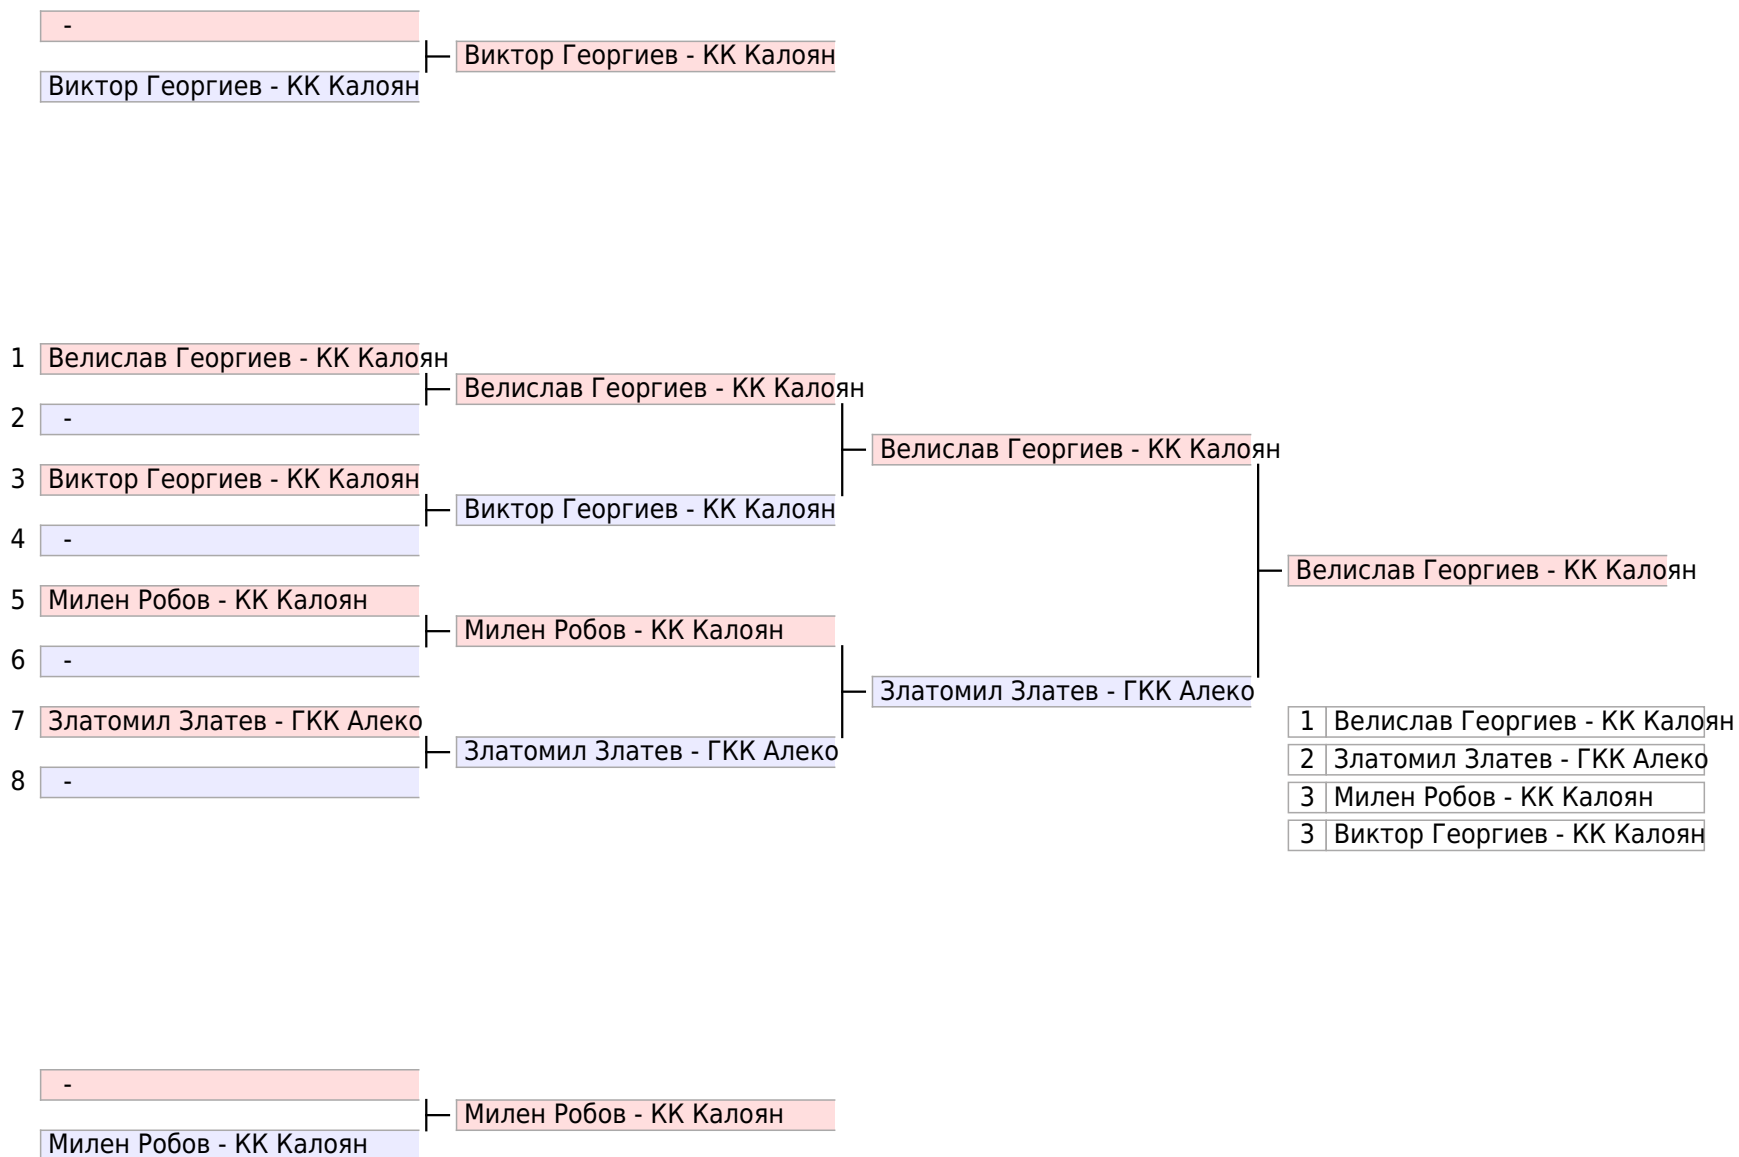 -
Виктор Георгиев - КК Калоян
Виктор Георгиев - КК Калоян
1 Велислав Георгиев - КК Калоян
Велислав Георгиев - КК Калоян
2 -
Велислав Георгиев - КК Калоян
3 Виктор Георгиев - КК Калоян
Виктор Георгиев - КК Калоян
4 -
Велислав Георгиев - КК Калоян
5 Милен Робов - КК Калоян
Милен Робов - КК Калоян
6 -
Златомил Златев - ГКК Алеко
7 Златомил Златев - ГКК Алеко
Златомил Златев - ГКК Алеко
8 -
1 Велислав Георгиев - КК Калоян
2 Златомил Златев - ГКК Алеко
3 Милен Робов - КК Калоян
3 Виктор Георгиев - КК Калоян
-
Милен Робов - КК Калоян
Милен Робов - КК Калоян